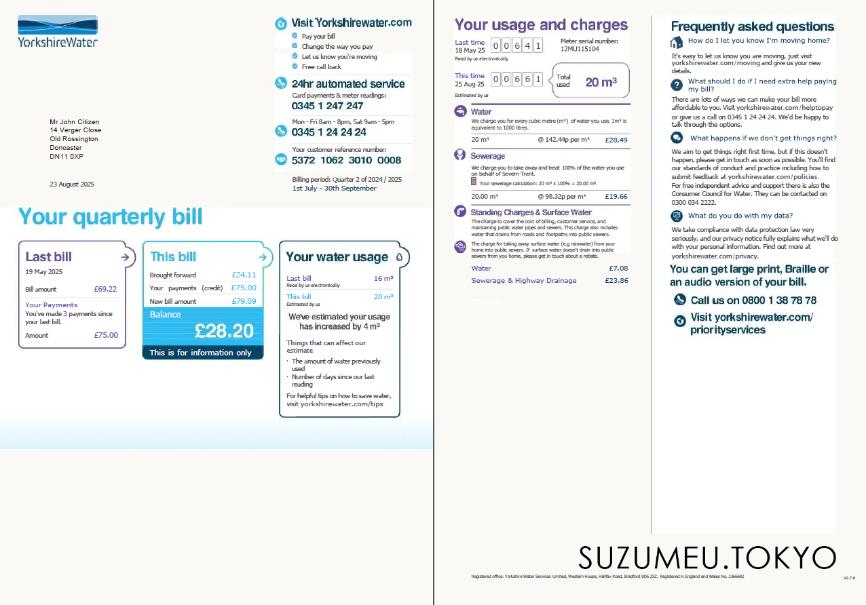 YorkshireWater
Mr John Citizen
14 Verger Close
Old Rossington
Doncaster
DN11 0XP
23 August 2025
Visit YorkshireWater.com
Pay your bill
Change the way you pay
Let us know you're moving
Free call back
24hr automated service
Card payments & meter readings:
0345 1 247 247
Mon - Fri 8am - 8pm, Sat 9am - 5pm
0345 1 24 24 24
Your customer reference number:
5372 1062 3010 0008
Billing period: Quarter 2 of 2024 / 2025
1st July - 30th September
Your quarterly bill
Last bill
19 May 2025
Bill amount £69.22
Your Payments
You've made 3 payments since
your last bill.
Amount £75.00
This bill
Brought forward £24.11
Your payments (credit) £75.00
New bill amount £79.09
Balance
£28.20
This is for information only
Your water usage
Last bill 16 m³
Read by us electronically
This bill 20 m³
Estimated by us
We've estimated your usage
has increased by 4 m³
Things that can affect our
estimate
· The amount of water previously
used
· Number of days since our last
reading
For helpful tips on how to save water,
visit yorkshirewater.com/tips
Your usage and charges
Last time
18 May 25 0 0 6 4 1
Read by us electronically
Meter serial number:
12MU115104
This time
25 Aug 25 0 0 6 6 1
Estimated by us
Total
used 20 m³
Water
We charge you for every cubic metre (m³) of water you use. 1m³ is
equivalent to 1000 litres.
20 m³ @ 142.44p per m³ £28.49
Sewerage
We charge you to take away and treat 100% of the water you use
on behalf of Severn Trent.
Your sewerage calculation: 20 m³ x 100% = 20.00 m³
20.00 m³ @ 98.32p per m³ £19.66
Standing Charges & Surface Water
The charge to cover the cost of billing, customer service, and
maintaining public water pipes and sewers. This charge also includes
water that drains from roads and footpaths into public sewers.
The charge for taking away surface water (e.g rainwater) from your
home into public sewers. If surface water doesn't drain into public
sewers from your home, please get in touch about a rebate.
Water £7.08
Sewerage & Highway Drainage £23.86
Frequently asked questions
How do I let you know I'm moving home?
It's easy to let us know you are moving, just visit
yorkshirewater.com/moving and give us your new
details.
What should I do if I need extra help paying
my bill?
There are lots of ways we can make your bill more
affordable to you. Visit yorkshirewater.com/helptopay
or give us a call on 0345 1 24 24 24. We'd be happy to
talk through the options.
What happens if we don't get things right?
We aim to get things right first time, but if this doesn't
happen, please get in touch as soon as possible. You'll find
our standards of conduct and practice including how to
submit feedback at yorkshirewater.com/policies.
For free independent advice and support there is also the
Consumer Council for Water. They can be contacted on
0300 034 2222.
What do you do with my data?
We take compliance with data protection law very
seriously, and our privacy notice fully explains what we'll do
with your personal information. Find out more at
yorkshirewater.com/privacy.
You can get large print, Braille or
an audio version of your bill.
Call us on 0800 1 38 78 78
Visit yorkshirewater.com/
priorityservices
SUZUMEU.TOKYO
Registered office: Yorkshire Water Services Limited, Western House, Halifax Road, Bradford BD6 2SZ. Registered in England and Wales No. 2366682